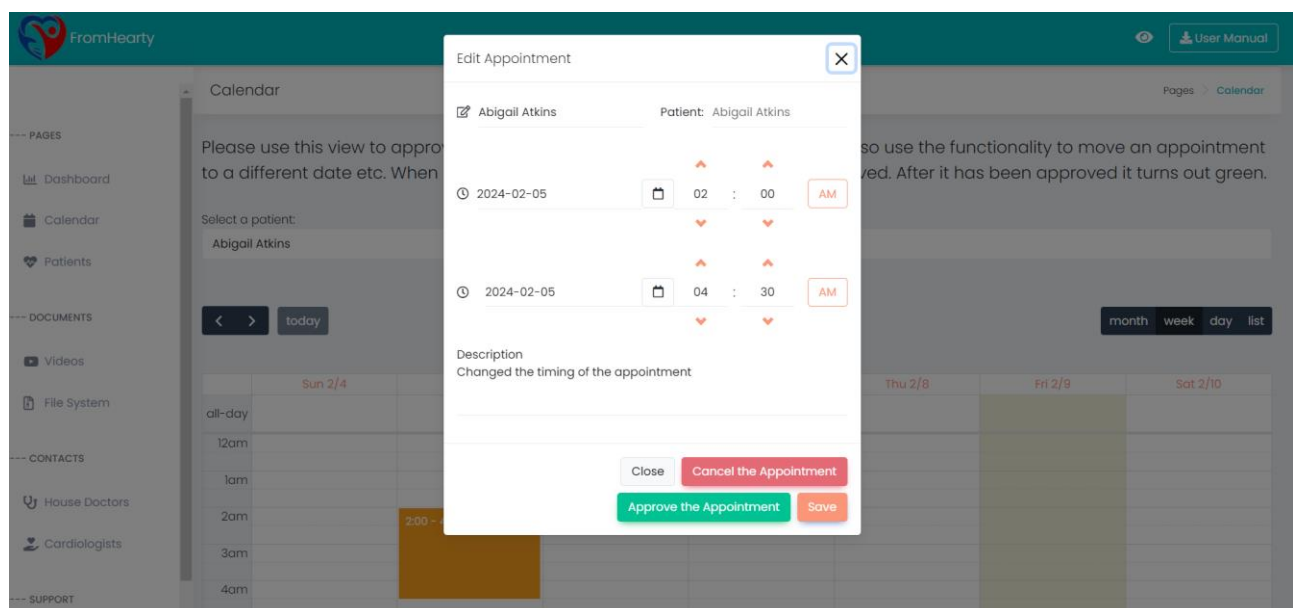 FromHearty
User Manual
Calendar
Pages > Calendar
--- PAGES
Dashboard
Calendar
Patients
--- DOCUMENTS
Videos
File System
--- CONTACTS
House Doctors
Cardiologists
--- SUPPORT
Please use this view to appro
so use the functionality to move an appointment
to a different date etc. When
ved. After it has been approved it turns out green.
Select a patient:
Abigail Atkins
< > today
month week day list
Sun 2/4 Thu 2/8 Fri 2/9 Sat 2/10
all-day
12am
1am
2am
2:00 -
3am
4am
Edit Appointment
Abigail Atkins Patient: Abigail Atkins
2024-02-05 02 : 00 AM
2024-02-05 04 : 30 AM
Description
Changed the timing of the appointment
Close Cancel the Appointment
Approve the Appointment Save